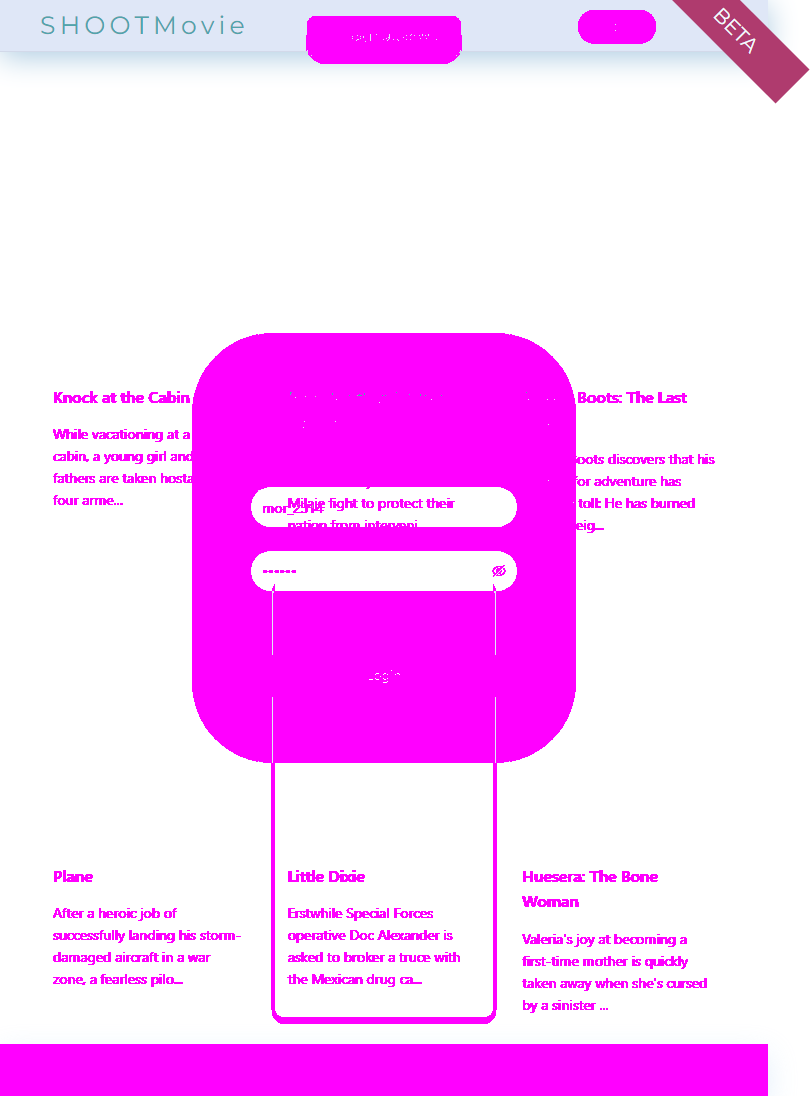 SHOOTMovie
BETA
Knock at the Cabin
Boots: The Last
While vacationing at a
cabin, a young girl and
fathers are taken hosta
four arme...
Boots discovers that his
for adventure has
toll: He has burned
eig...
mor_2314
Milaje fight to protect their
nation from interveni
••••••
Login
Plane
After a heroic job of
successfully landing his storm-
damaged aircraft in a war
zone, a fearless pilo...
Little Dixie
Erstwhile Special Forces
operative Doc Alexander is
asked to broker a truce with
the Mexican drug ca...
Huesera: The Bone
Woman
Valeria's joy at becoming a
first-time mother is quickly
taken away when she's cursed
by a sinister ...